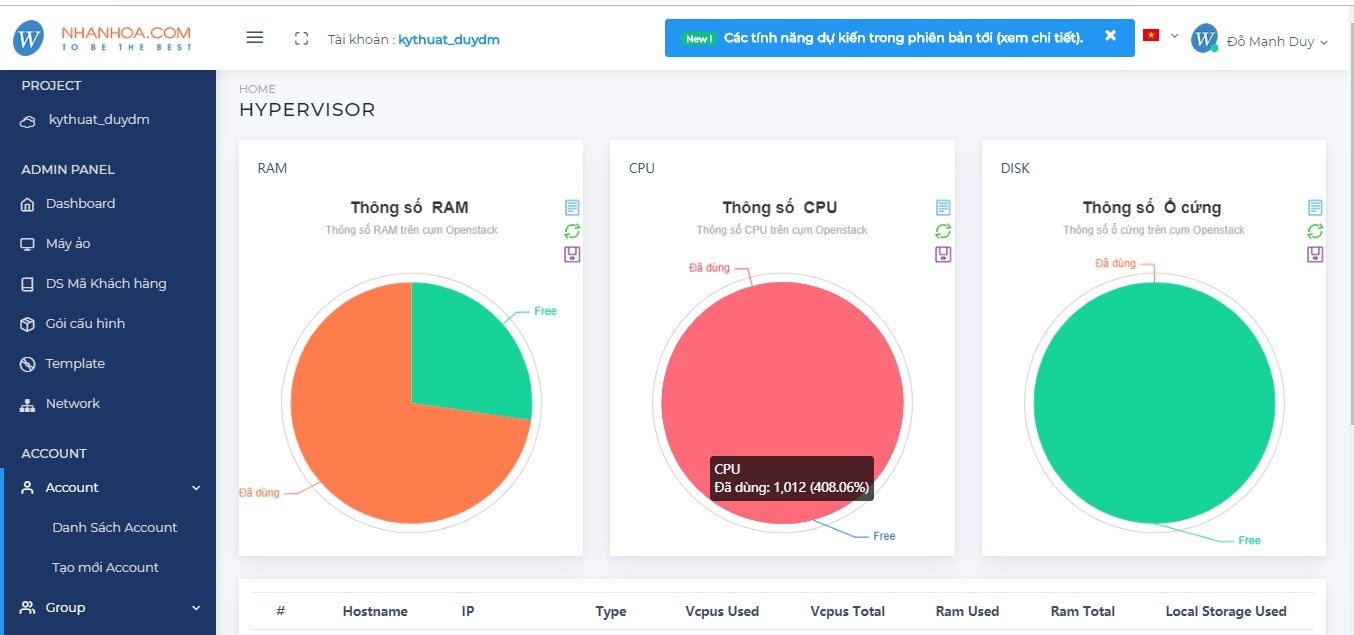 W NHANHOA.COM
TO BE THE BEST
Tài khoản : kythuat_duydm
New ! Các tính năng dự kiến trong phiên bản tới (xem chi tiết).
W Đỗ Mạnh Duy
PROJECT
kythuat_duydm
ADMIN PANEL
Dashboard
Máy ảo
DS Mã Khách hàng
Gói cấu hình
Template
Network
ACCOUNT
Account
Danh Sách Account
Tạo mới Account
Group
HOME
HYPERVISOR
RAM
Thông số RAM
Thông số RAM trên cụm Openstack
Free
Đã dùng
CPU
Thông số CPU
Thông số CPU trên cụm Openstack
Đã dùng
CPU
Đã dùng: 1,012 (408.06%)
Free
DISK
Thông số Ổ cứng
Thông số ổ cứng trên cụm Openstack
Đã dùng
Free
# Hostname IP Type Vcpus Used Vcpus Total Ram Used Ram Total Local Storage Used